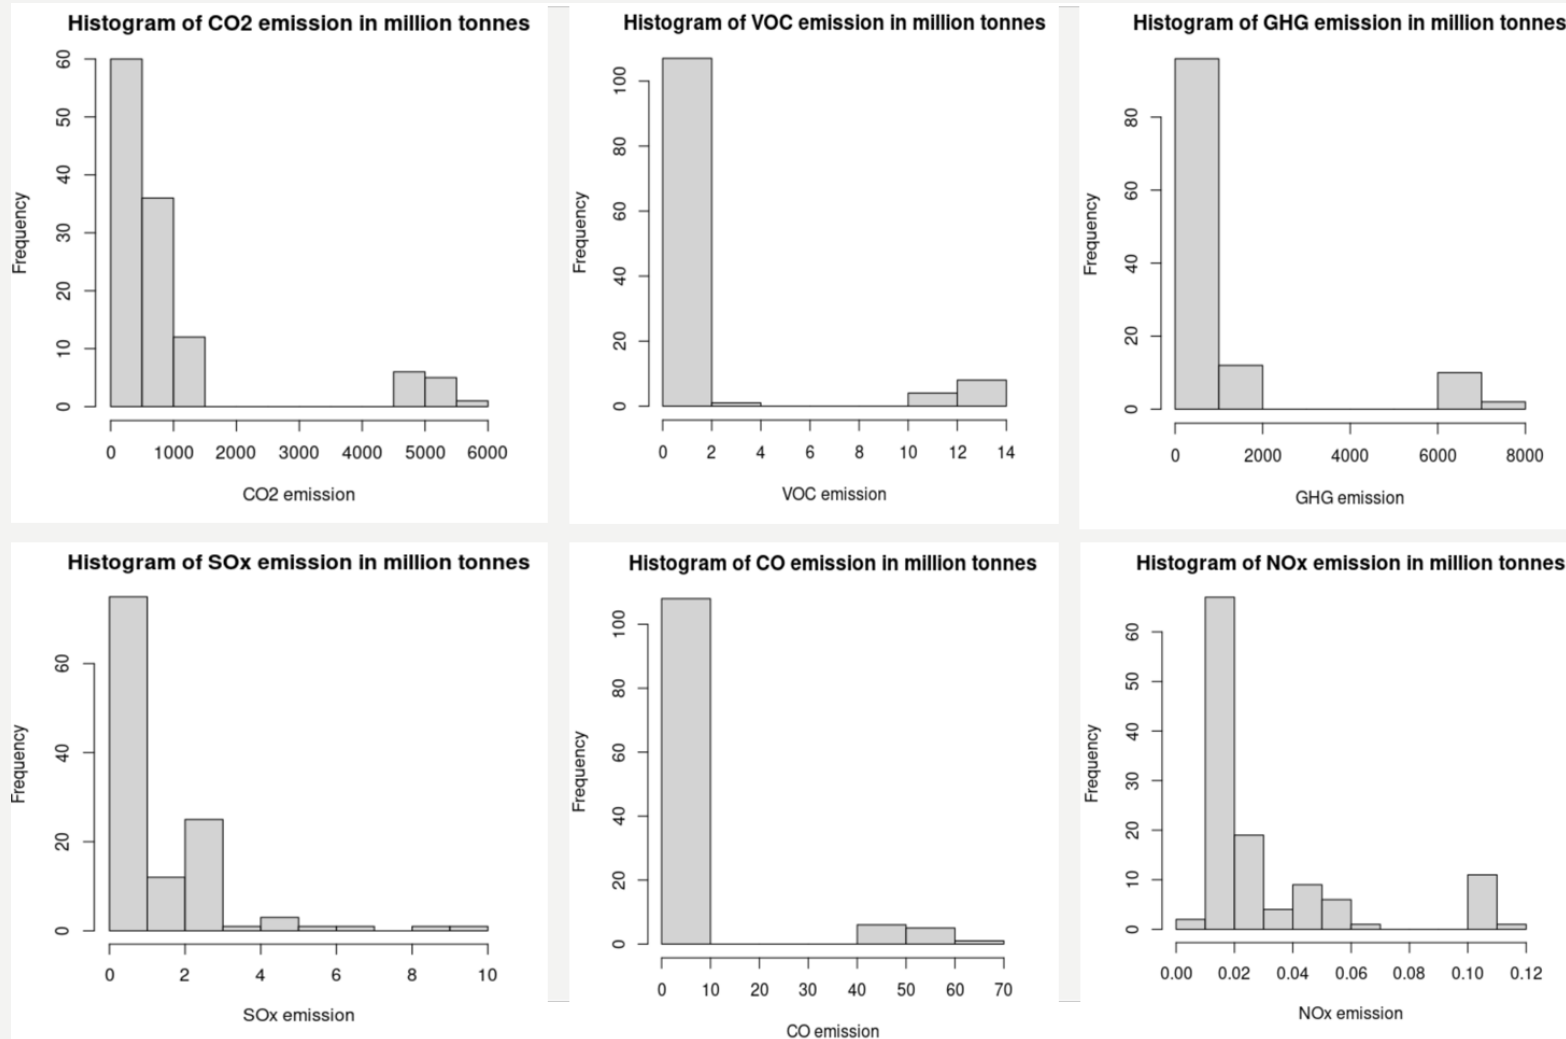 Histogram of CO2 emission in million tonnes
Frequency
0 10 20 30 40 50 60
0 1000 2000 3000 4000 5000 6000
CO2 emission
Histogram of VOC emission in million tonnes
Frequency
0 20 40 60 80 100
0 2 4 6 8 10 12 14
VOC emission
Histogram of GHG emission in million tonnes
Frequency
0 20 40 60 80
0 2000 4000 6000 8000
GHG emission
Histogram of SOx emission in million tonnes
Frequency
0 20 40 60
0 2 4 6 8 10
SOx emission
Histogram of CO emission in million tonnes
Frequency
0 20 40 60 80 100
0 10 20 30 40 50 60 70
CO emission
Histogram of NOx emission in million tonnes
Frequency
0 10 20 30 40 50 60
0.00 0.02 0.04 0.06 0.08 0.10 0.12
NOx emission